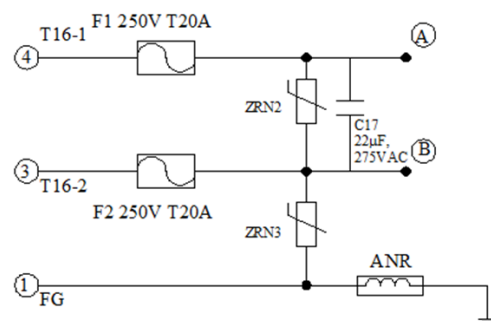 F1 250V T20A
T16-1
A
4
ZRN2
C17
22µF,
275VAC
B
3
T16-2
F2 250V T20A
ZRN3
ANR
1
FG